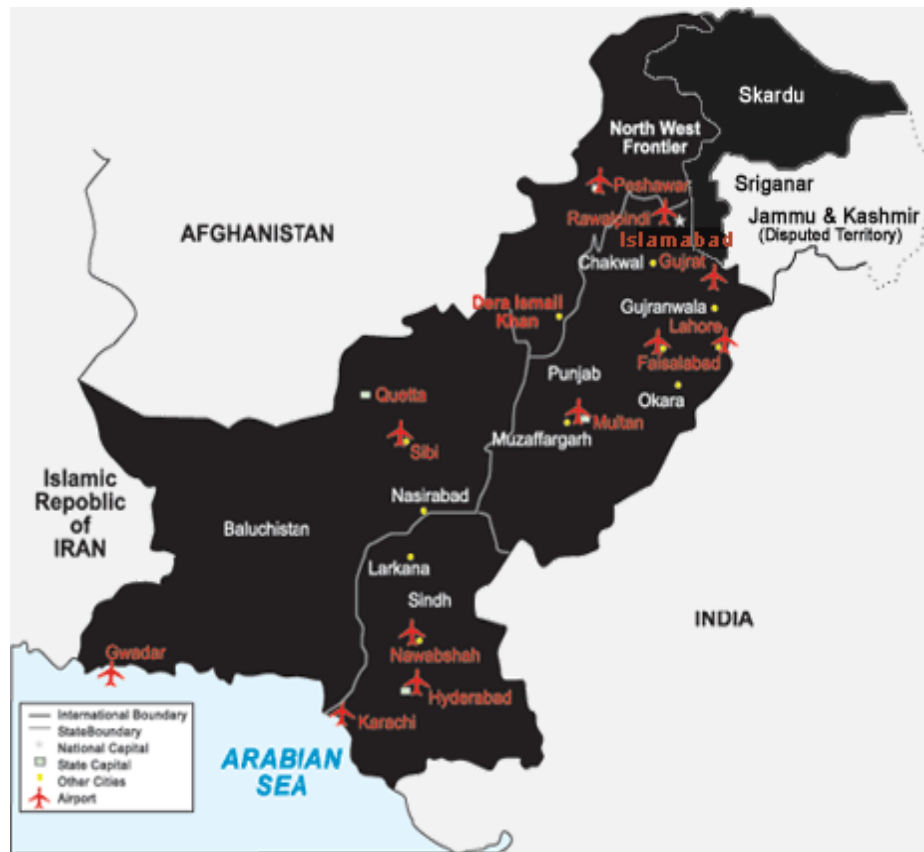 Skardu
North West
Frontier
Peshawar
Sriganar
Rawalpindi
Jammu & Kashmir
(Disputed Territory)
AFGHANISTAN
Islamabad
Chakwal
Gujrat
Dera Ismail
Khan
Gujranwala
Lahore
Faisalabad
Punjab
Quetta
Okara
Multan
Muzaffargarh
Sibi
Islamic
Repoblic
of
IRAN
Nasirabad
Baluchistan
Larkana
Sindh
INDIA
Nawabshah
Gwadar
Hyderabad
Karachi
ARABIAN
SEA
International Boundary
StateBoundary
National Capital
State Capital
Other Cities
Airport